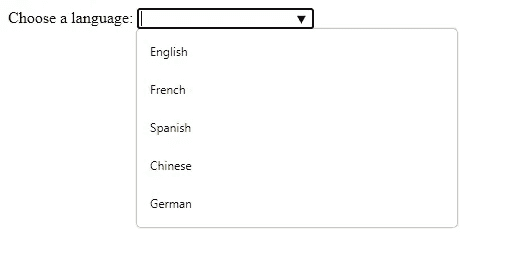 Choose a language:
English
French
Spanish
Chinese
German